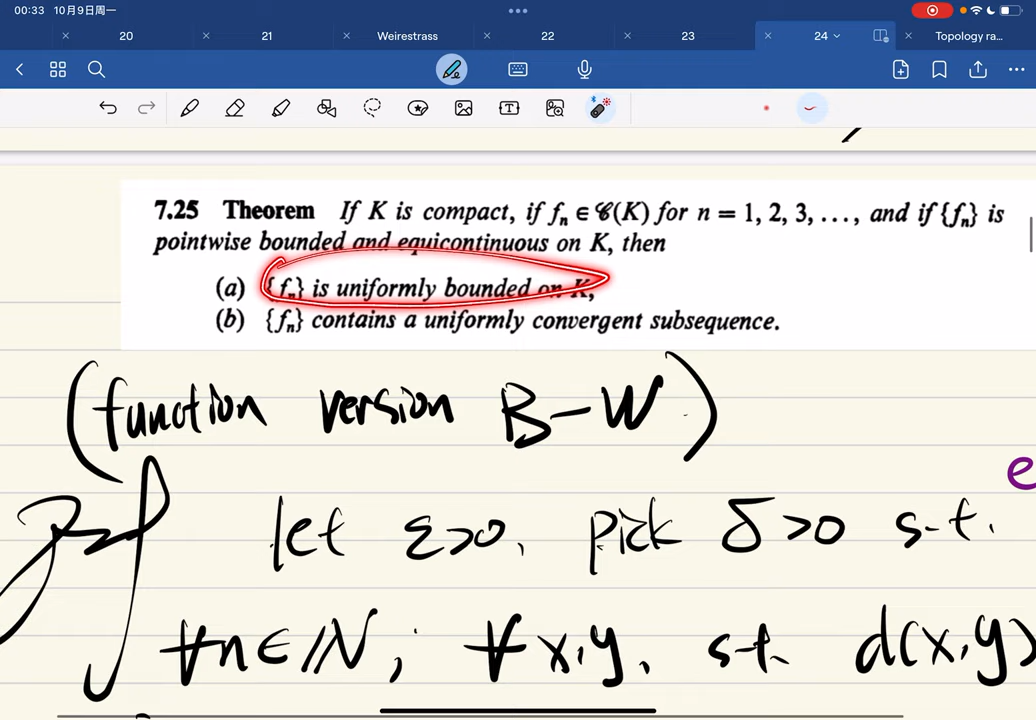 00:33 10月9日周一
20 21 Weirestrass 22 23 24 Topology ra...
7.25 Theorem If K is compact, if fₙ ∈ 𝒞(K) for n = 1, 2, 3, ..., and if {fₙ} is
pointwise bounded and equicontinuous on K, then
(a) {fₙ} is uniformly bounded on K,
(b) {fₙ} contains a uniformly convergent subsequence.
(function version B-W)
let ε>0, pick δ>0 s.t.
∀n∈ℕ; ∀x,y, s.t. d(x,y)